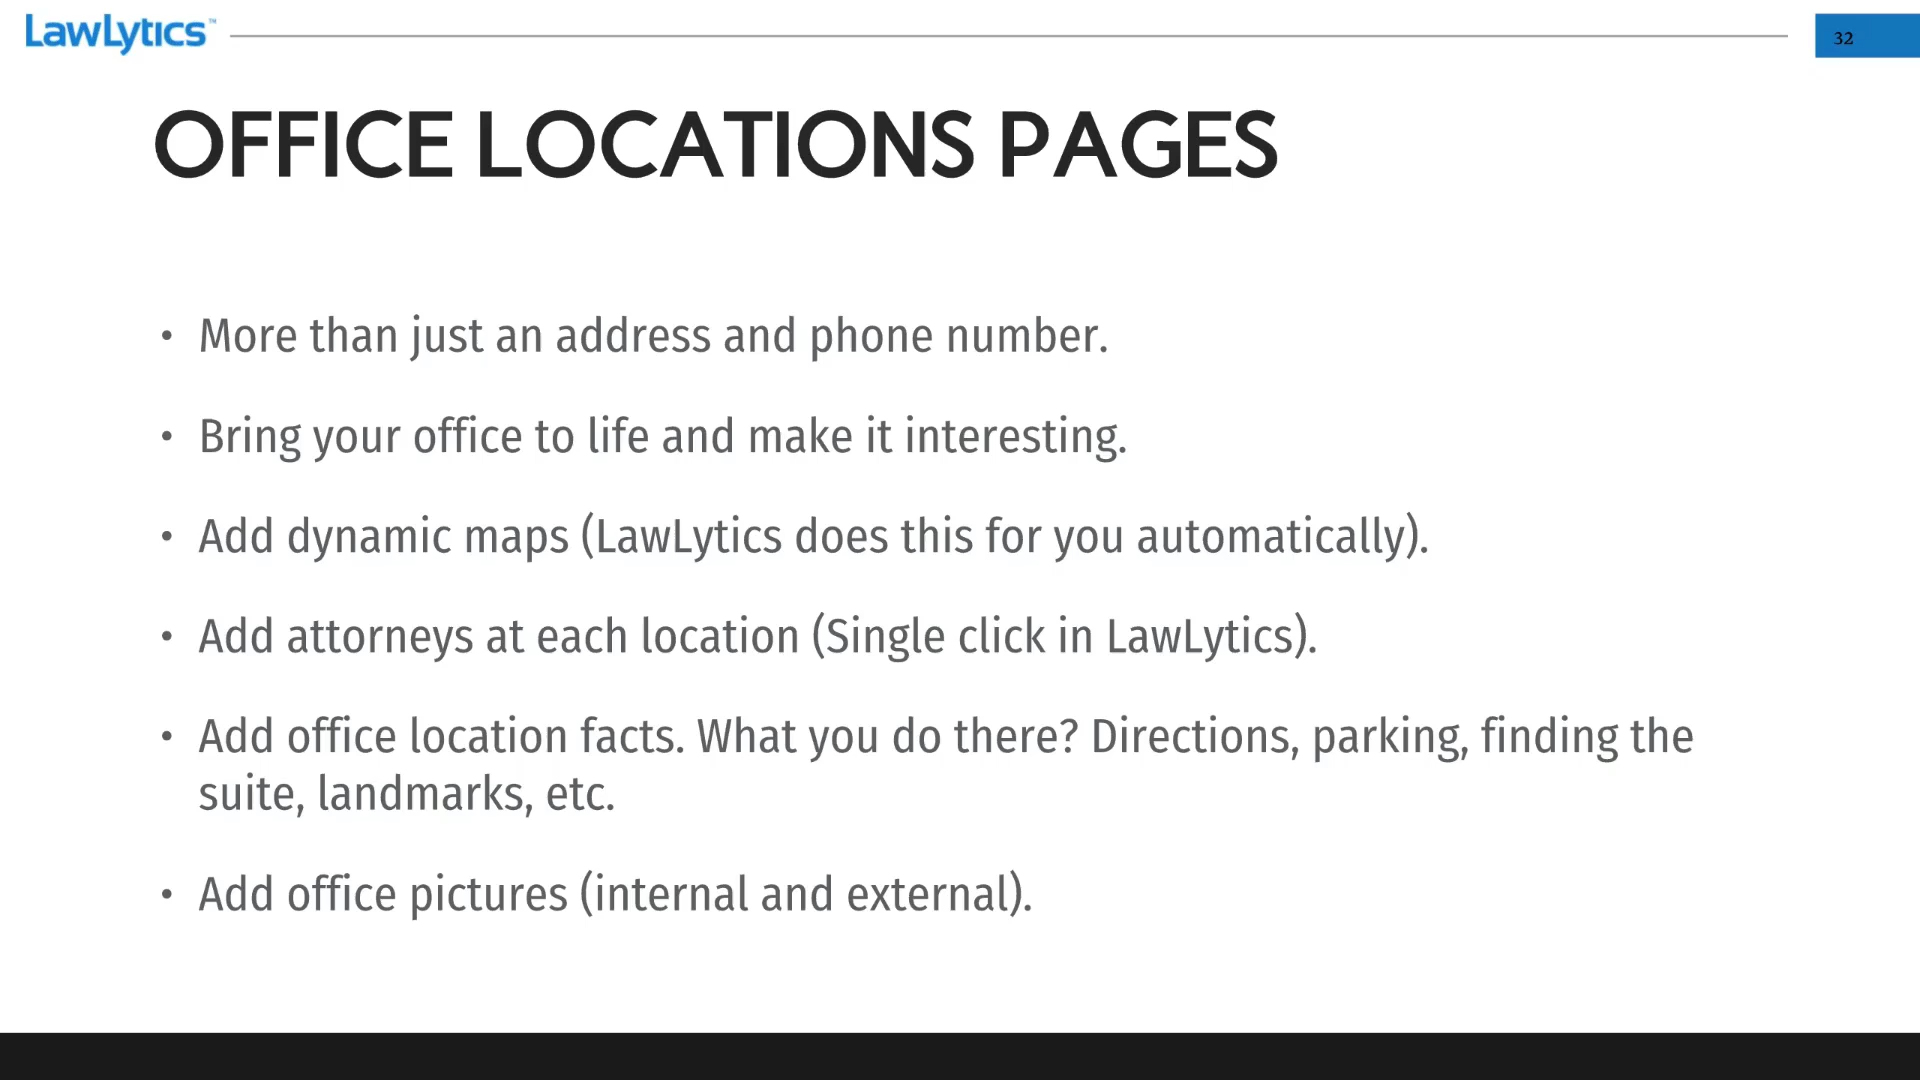 LawLytics™
32
OFFICE LOCATIONS PAGES
• More than just an address and phone number.
• Bring your office to life and make it interesting.
• Add dynamic maps (LawLytics does this for you automatically).
• Add attorneys at each location (Single click in LawLytics).
• Add office location facts. What you do there? Directions, parking, finding the
suite, landmarks, etc.
• Add office pictures (internal and external).